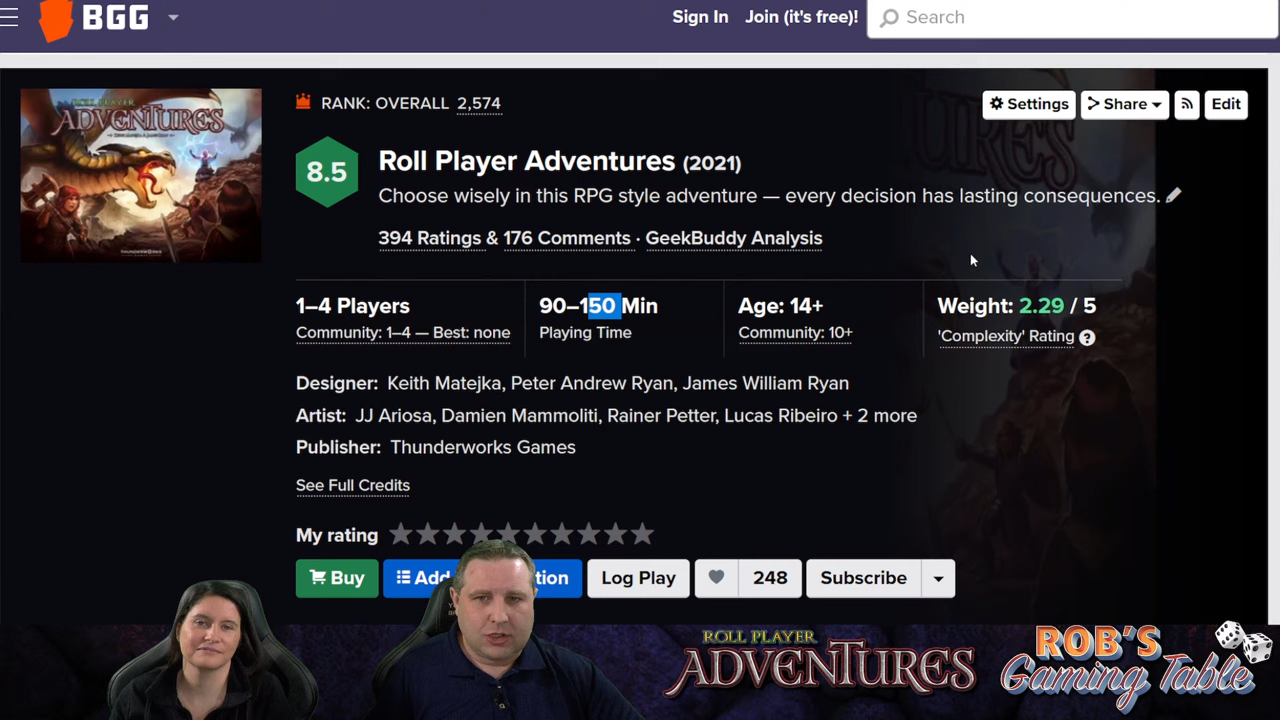 BGG
Sign In
Join (it's free)!
Search
ROLL PLAYER
ADVENTURES
RANK: OVERALL 2,574
Settings
Share
Edit
8.5
Roll Player Adventures (2021)
Choose wisely in this RPG style adventure — every decision has lasting consequences.
394 Ratings & 176 Comments · GeekBuddy Analysis
1–4 Players
Community: 1–4 — Best: none
90–150 Min
Playing Time
Age: 14+
Community: 10+
Weight: 2.29 / 5
'Complexity' Rating ?
Designer: Keith Matejka, Peter Andrew Ryan, James William Ryan
Artist: JJ Ariosa, Damien Mammoliti, Rainer Petter, Lucas Ribeiro + 2 more
Publisher: Thunderworks Games
See Full Credits
My rating
Buy
Add
Log Play
248
Subscribe
ROLL PLAYER
ADVENTURES
ROB'S
Gaming Table